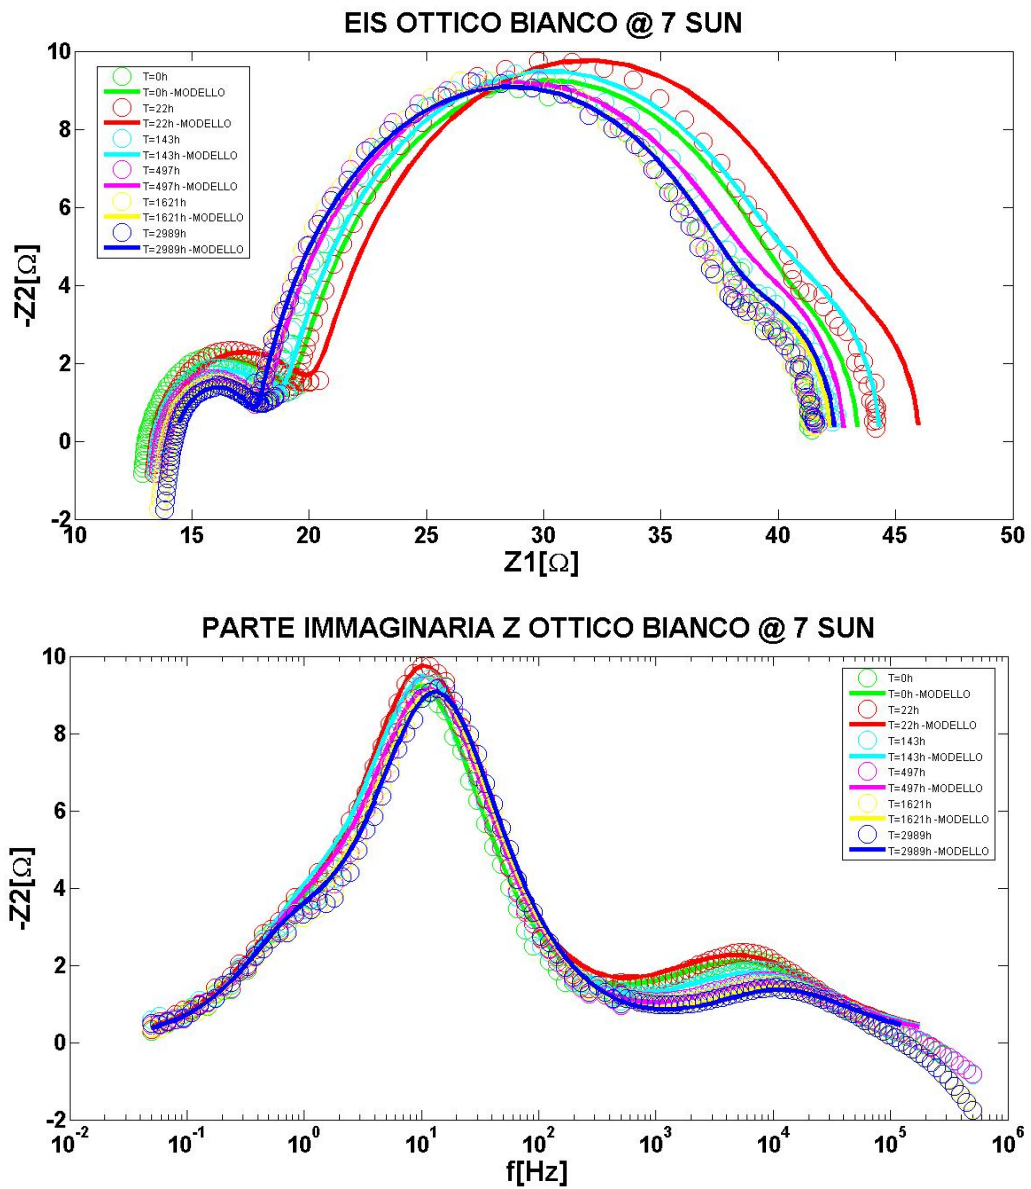 EIS OTTICO BIANCO @ 7 SUN
10
8
6
4
2
0
-2
-Z2[Ω]
T=0h
T=0h-MODELLO
T=22h
T=22h-MODELLO
T=143h
T=143h-MODELLO
T=497h
T=497h-MODELLO
T=1621h
T=1621h-MODELLO
T=2989h
T=2989h-MODELLO
10 15 20 25 30 35 40 45 50
Z1[Ω]
PARTE IMMAGINARIA Z OTTICO BIANCO @ 7 SUN
10
8
6
4
2
0
-2
-Z2[Ω]
T=0h
T=0h-MODELLO
T=22h
T=22h-MODELLO
T=143h
T=143h-MODELLO
T=497h
T=497h-MODELLO
T=1621h
T=1621h-MODELLO
T=2989h
T=2989h-MODELLO
10⁻² 10⁻¹ 10⁰ 10¹ 10² 10³ 10⁴ 10⁵ 10⁶
f[Hz]